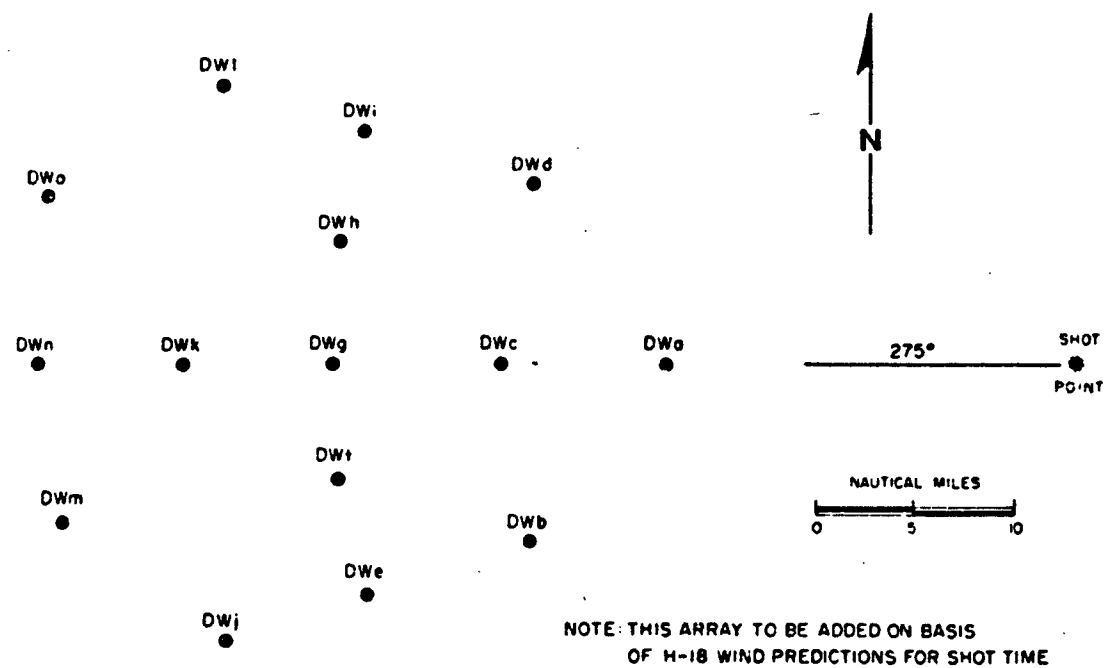 DWl
DWi
DWd
DWo
DWh
N
DWn
DWk
DWg
DWc
DWa
275°
SHOT
POINT
DWf
NAUTICAL MILES
0 5 10
DWm
DWb
DWe
DWj
NOTE: THIS ARRAY TO BE ADDED ON BASIS
OF H-18 WIND PREDICTIONS FOR SHOT TIME